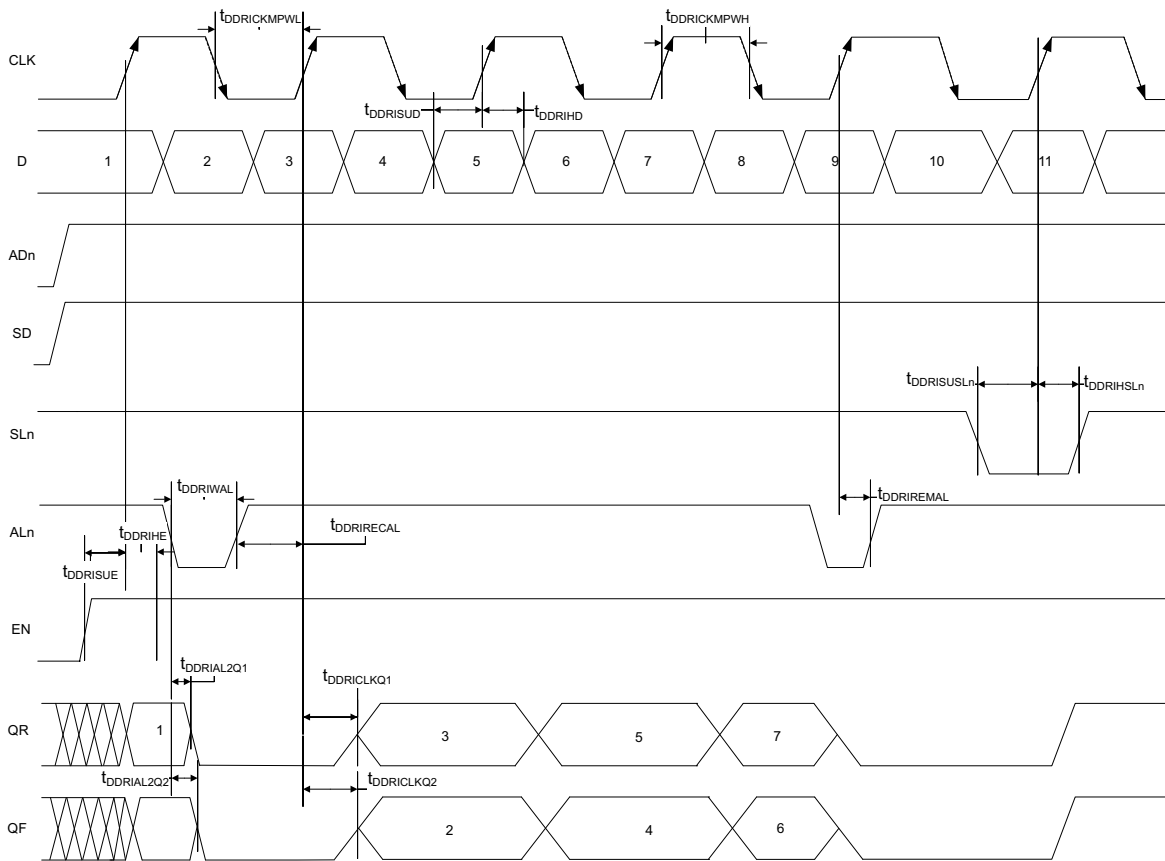 tDDRICKMPWL
tDDRICKMPWH
CLK
tDDRISUD
tDDRIHD
D
1 2 3 4 5 6 7 8 9 10 11
ADn
SD
tDDRISUSLn
tDDRIHSLn
SLn
tDDRIWAL
tDDRIREMAL
ALn
tDDRIHE
tDDRIRECAL
tDDRISUE
EN
tDDRIAL2Q1
tDDRICLKQ1
QR
1 3 5 7
tDDRIAL2Q2
tDDRICLKQ2
QF
2 4 6